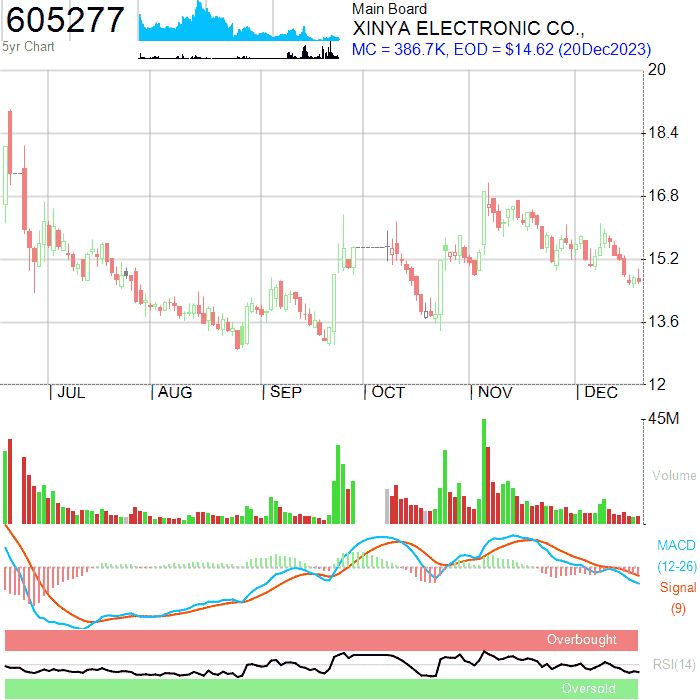 605277
5yr Chart
Main Board
XINYA ELECTRONIC CO.,
MC = 386.7K, EOD = $14.62 (20Dec2023)
20
18.4
16.8
15.2
13.6
12
JUL AUG SEP OCT NOV DEC
45M
Volume
MACD
(12-26)
Signal
(9)
Overbought
RSI(14)
Oversold